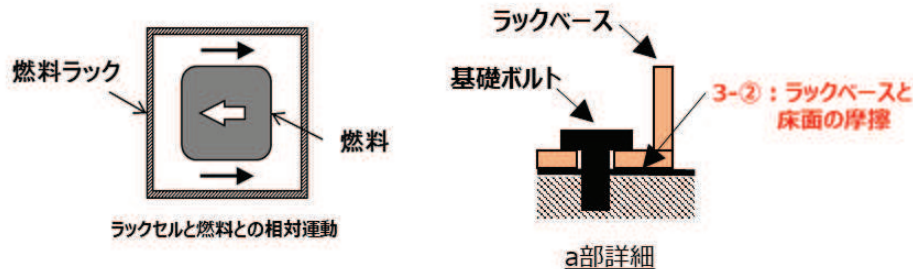 燃料ラック
燃料
ラックセルと燃料との相対運動
ラックベース
基礎ボルト
3-②：ラックベースと
床面の摩擦
a部詳細